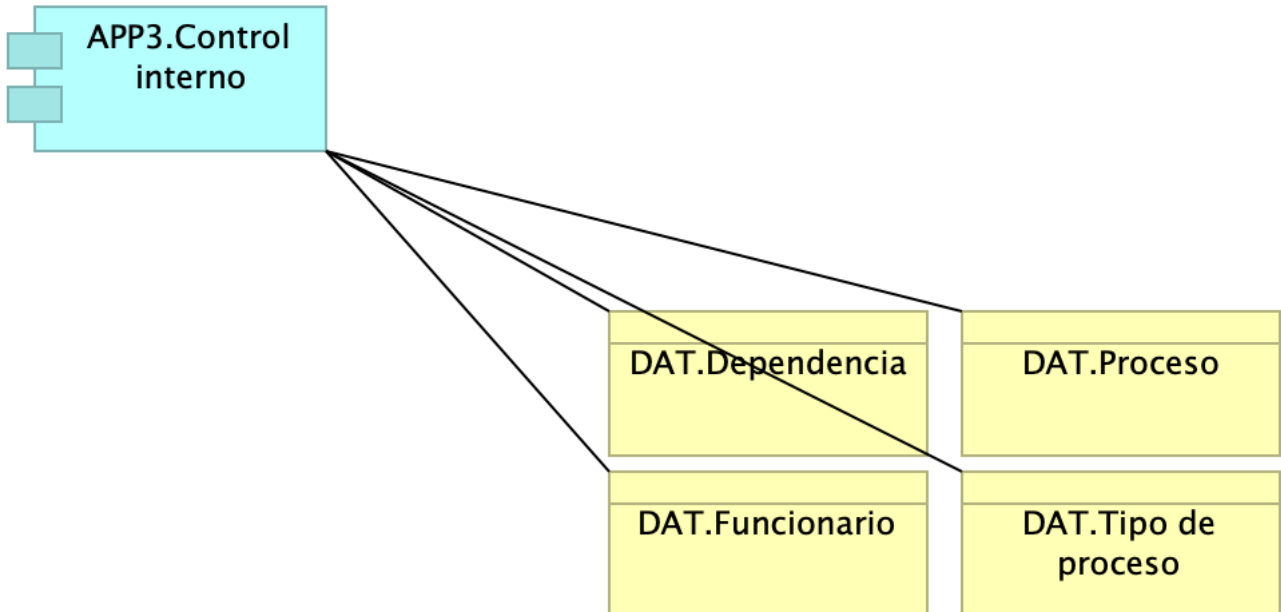 APP3.Control
interno
DAT.Dependencia
DAT.Proceso
DAT.Funcionario
DAT.Tipo de
proceso